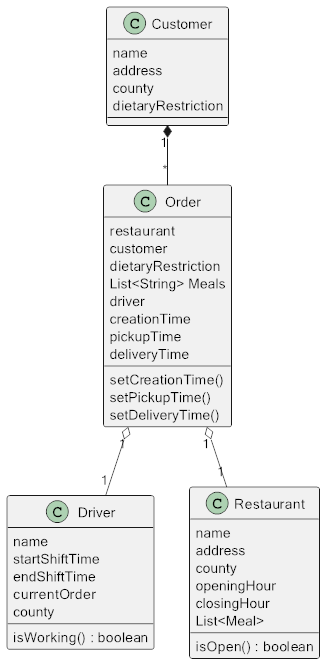 C Customer
name
address
county
dietaryRestriction
1
*
C Order
restaurant
customer
dietaryRestriction
List<String> Meals
driver
creationTime
pickupTime
deliveryTime
setCreationTime()
setPickupTime()
setDeliveryTime()
1 1
1 1
C Driver
name
startShiftTime
endShiftTime
currentOrder
county
isWorking() : boolean
C Restaurant
name
address
county
openingHour
closingHour
List<Meal>
isOpen() : boolean